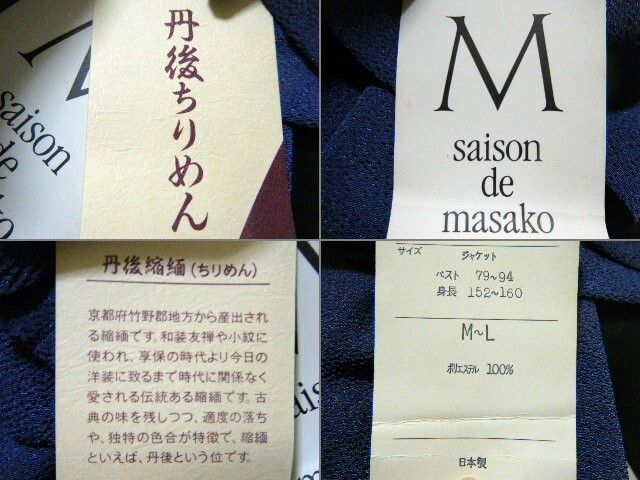 丹後ちりめん
saison
de
M
saison
de
masako
丹後縮緬(ちりめん)
京都府竹野郡地方から産出され
る縮緬です。和装友禅や小紋に
使われ、享保の時代より今日の
洋装に致るまで時代に関係なく
愛される伝統ある縮緬です。古
典の味を残しつつ、適度の落ち
や、独特の色合が特徴で、縮緬
といえば、丹後という位です。
サイズ ジャケット
バスト 79~94
身長 152~160
M~L
ポリエステル 100%
日本製